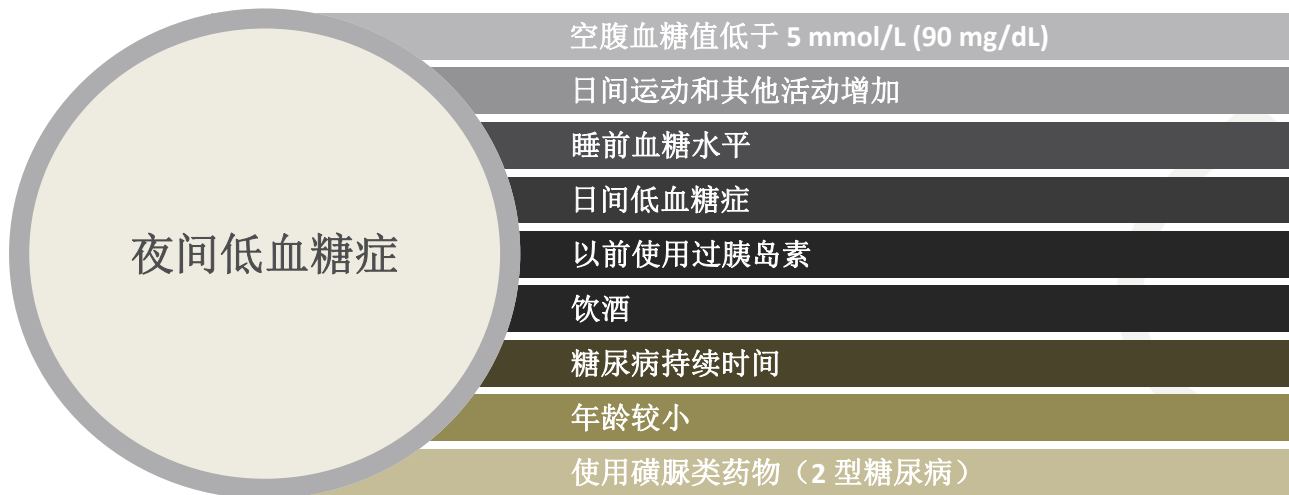 夜间低血糖症
空腹血糖值低于 5 mmol/L (90 mg/dL)
日间运动和其他活动增加
睡前血糖水平
日间低血糖症
以前使用过胰岛素
饮酒
糖尿病持续时间
年龄较小
使用磺脲类药物（2 型糖尿病）